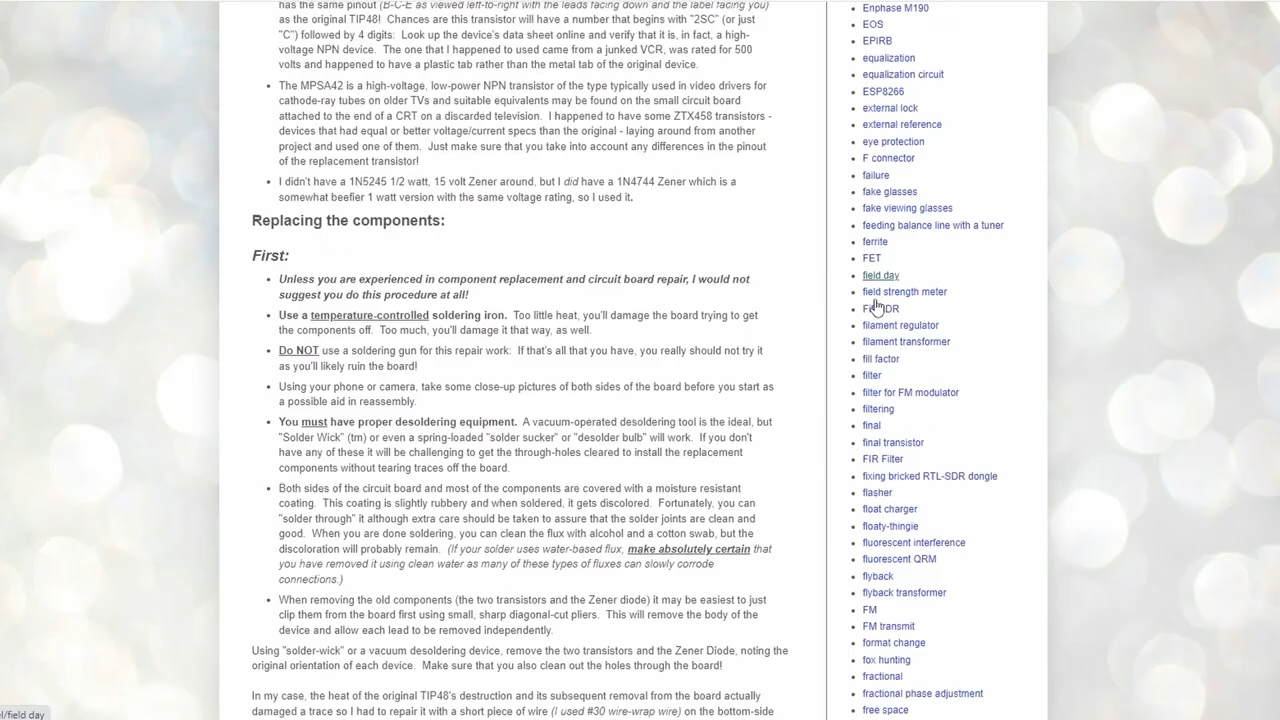 has the same pinout (B-C-E as viewed left-to-right with the leads facing down and the label facing you)
as the original TIP48! Chances are this transistor will have a number that begins with "2SC" (or just
"C") followed by 4 digits: Look up the device's data sheet online and verify that it is, in fact, a high-
voltage NPN device. The one that I happened to used came from a junked VCR, was rated for 500
volts and happened to have a plastic tab rather than the metal tab of the original device.
The MPSA42 is a high-voltage, low-power NPN transistor of the type typically used in video drivers for
cathode-ray tubes on older TVs and suitable equivalents may be found on the small circuit board
attached to the end of a CRT on a discarded television. I happened to have some ZTX458 transistors -
devices that had equal or better voltage/current specs than the original - laying around from another
project and used one of them. Just make sure that you take into account any differences in the pinout
of the replacement transistor!
I didn't have a 1N5245 1/2 watt, 15 volt Zener around, but I did have a 1N4744 Zener which is a
somewhat beefier 1 watt version with the same voltage rating, so I used it.
Replacing the components:
First:
Unless you are experienced in component replacement and circuit board repair, I would not
suggest you do this procedure at all!
Use a temperature-controlled soldering iron. Too little heat, you'll damage the board trying to get
the components off. Too much, you'll damage it that way, as well.
Do NOT use a soldering gun for this repair work: If that's all that you have, you really should not try it
as you'll likely ruin the board!
Using your phone or camera, take some close-up pictures of both sides of the board before you start as
a possible aid in reassembly.
You must have proper desoldering equipment. A vacuum-operated desoldering tool is the ideal, but
"Solder Wick" (tm) or even a spring-loaded "solder sucker" or "desolder bulb" will work. If you don't
have any of these it will be challenging to get the through-holes cleared to install the replacement
components without tearing traces off the board.
Both sides of the circuit board and most of the components are covered with a moisture resistant
coating. This coating is slightly rubbery and when soldered, it gets discolored. Fortunately, you can
"solder through" it although extra care should be taken to assure that the solder joints are clean and
good. When you are done soldering, you can clean the flux with alcohol and a cotton swab, but the
discoloration will probably remain. (If your solder uses water-based flux, make absolutely certain that
you have removed it using clean water as many of these types of fluxes can slowly corrode
connections.)
When removing the old components (the two transistors and the Zener diode) it may be easiest to just
clip them from the board first using small, sharp diagonal-cut pliers. This will remove the body of the
device and allow each lead to be removed independently.
Using "solder-wick" or a vacuum desoldering device, remove the two transistors and the Zener Diode, noting the
original orientation of each device. Make sure that you also clean out the holes through the board!
In my case, the heat of the original TIP48's destruction and its subsequent removal from the board actually
damaged a trace so I had to repair it with a short piece of wire (I used #30 wire-wrap wire) on the bottom-side
Enphase M190
EOS
EPIRB
equalization
equalization circuit
ESP8266
external lock
external reference
eye protection
F connector
failure
fake glasses
fake viewing glasses
feeding balance line with a tuner
ferrite
FET
field day
field strength meter
filament regulator
filament transformer
fill factor
filter
filter for FM modulator
filtering
final
final transistor
FIR Filter
fixing bricked RTL-SDR dongle
flasher
float charger
floaty-thingie
fluorescent interference
fluorescent QRM
flyback
flyback transformer
FM
FM transmit
format change
fox hunting
fractional
fractional phase adjustment
free space
el/field day